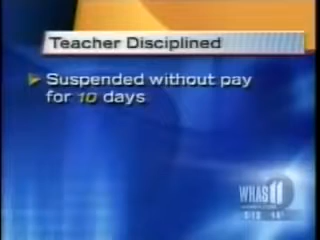 Teacher Disciplined
Suspended without pay
for 10 days
WHAS11